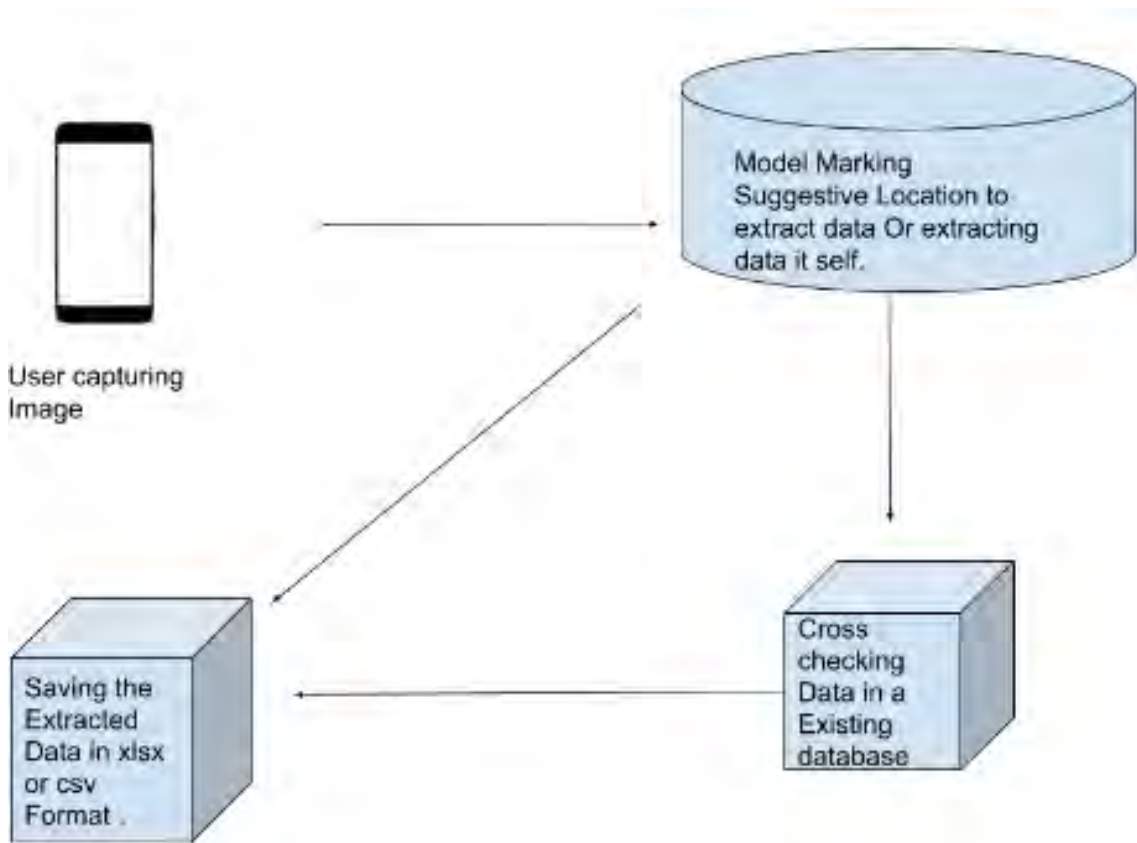 Model Marking
Suggestive Location to
extract data Or extracting
data it self.
User capturing
Image
Cross
checking
Data in a
Existing
database
Saving the
Extracted
Data in xlsx
or csv
Format .